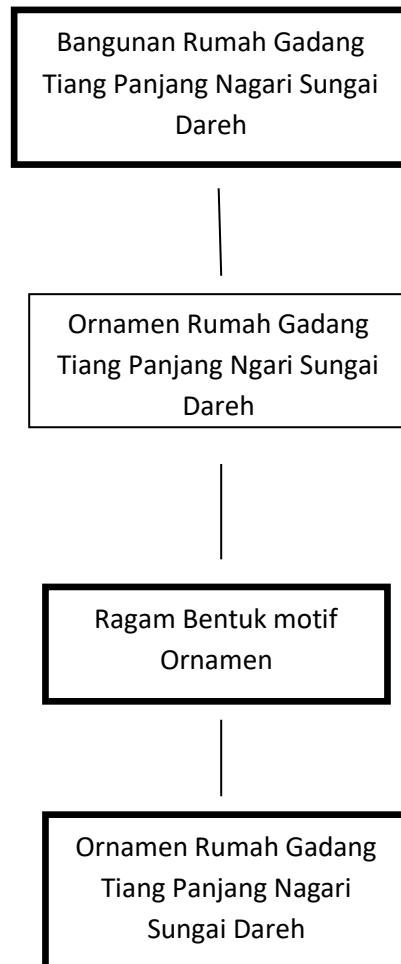 Bangunan Rumah Gadang
Tiang Panjang Nagari Sungai
Dareh
Ornamen Rumah Gadang
Tiang Panjang Ngari Sungai
Dareh
Ragam Bentuk motif
Ornamen
Ornamen Rumah Gadang
Tiang Panjang Nagari
Sungai Dareh